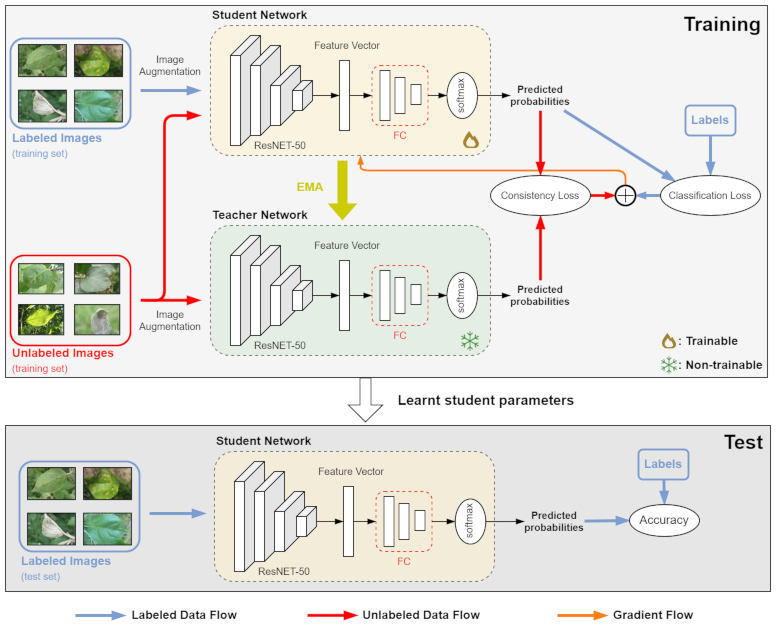 Student Network
Training
Image
Augmentation
Feature Vector
softmax
Predicted
probabilities
Labels
ResNET-50
FC
Labeled Images
(training set)
EMA
Consistency Loss
Classification Loss
Teacher Network
Feature Vector
softmax
Predicted
probabilities
Image
Augmentation
ResNET-50
FC
Unlabeled Images
(training set)
: Trainable
: Non-trainable
Learnt student parameters
Student Network
Test
Feature Vector
Labels
softmax
Predicted
probabilities
Accuracy
FC
ResNET-50
Labeled Images
(test set)
Labeled Data Flow
Unlabeled Data Flow
Gradient Flow